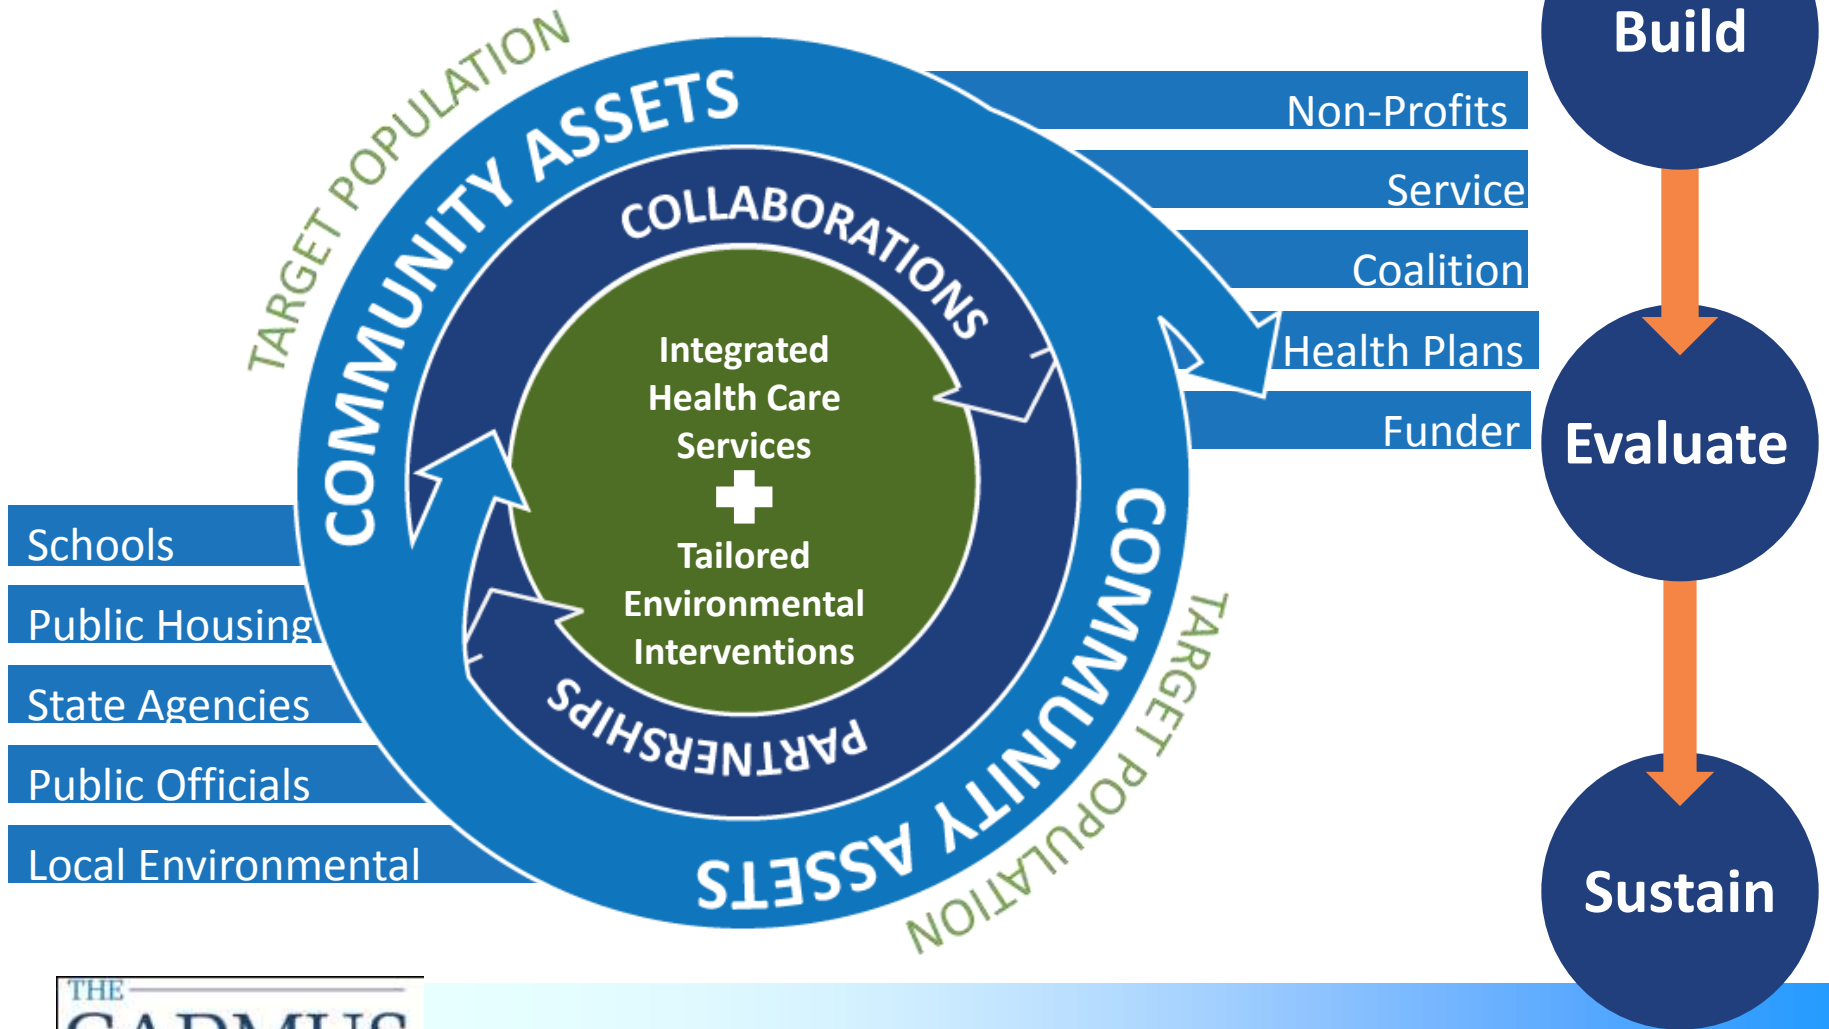 TARGET POPULATION
COMMUNITY ASSETS
COLLABORATIONS
Integrated
Health Care
Services
Tailored
Environmental
Interventions
PARTNERSHIPS
COMMUNITY ASSETS
TARGET POPULATION
Schools
Public Housing
State Agencies
Public Officials
Local Environmental
Non-Profits
Service
Coalition
Health Plans
Funder
Build
Evaluate
Sustain
THE
CADMUS